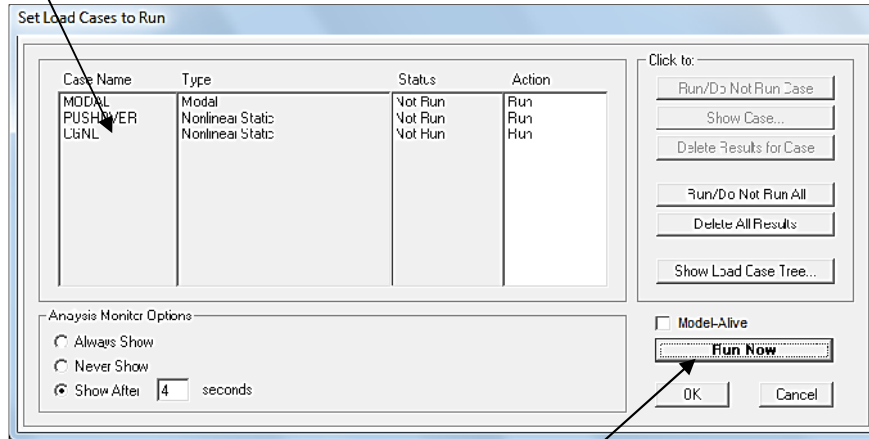 Set Load Cases to Run
Case Name Type Status Action
MODAL Modal Not Run Run
PUSHOVER Nonlinear Static Not Run Run
CGNL Nonlinear Static Not Run Run
Click to:
Run/Do Not Run Case
Show Case...
Delete Results for Case
Run/Do Not Run All
Delete All Results
Show Load Case Tree...
Analysis Monitor Options
Always Show
Never Show
Show After 4 seconds
Model-Alive
Run Now
OK Cancel